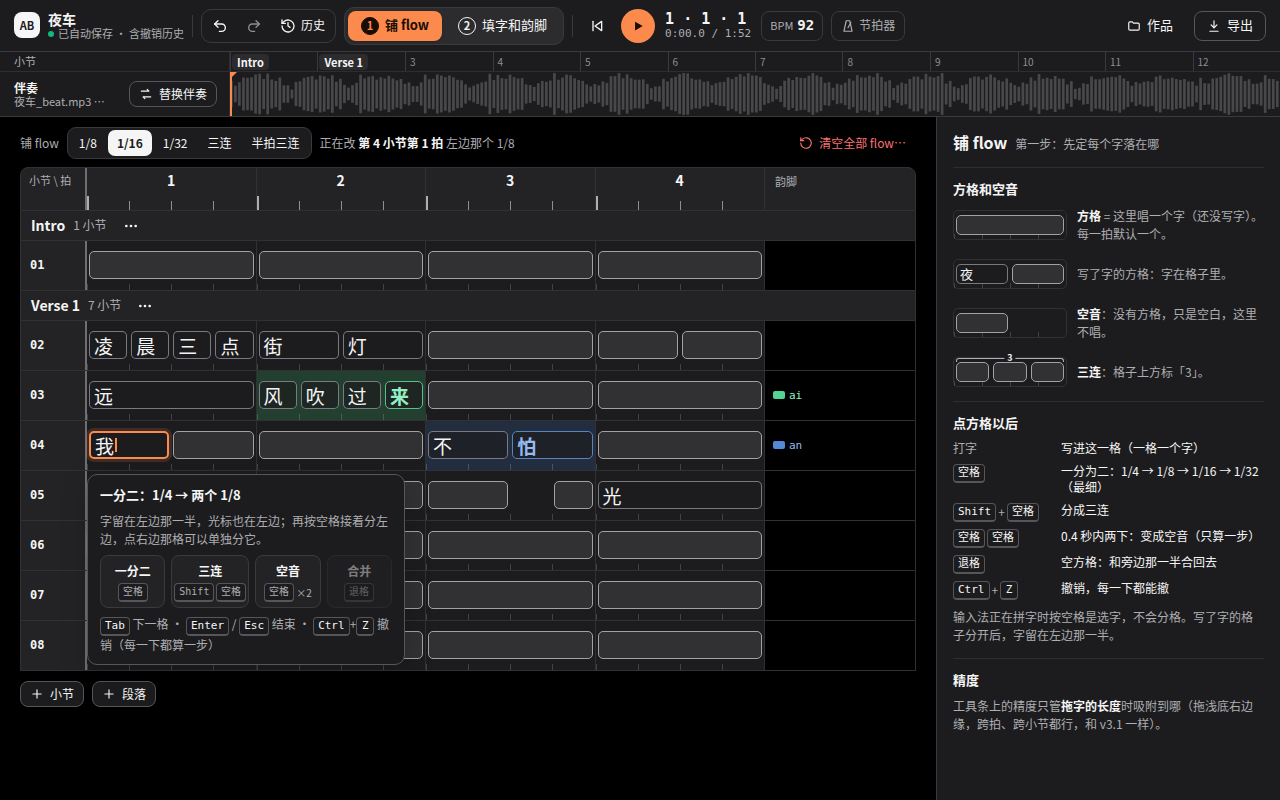 AB 夜车
已自动保存 · 含撤销历史
历史
1 铺 flow
2 填字和韵脚
1 · 1 · 1
0:00.0 / 1:52
BPM 92
节拍器
作品
导出
小节 Intro Verse 1 3 4 5 6 7 8 9 10 11 12
伴奏
夜车_beat.mp3 ⋯
替换伴奏
铺 flow 1/8 1/16 1/32 三连 半拍三连 正在改 第 4 小节第 1 拍 左边那个 1/8
清空全部 flow⋯
小节 \ 拍 1 2 3 4 韵脚
Intro 1 小节 ⋯
01
Verse 1 7 小节 ⋯
02 凌 晨 三 点 街 灯
03 远 风 吹 过 来 ai
04 我 不 怕 an
05 光
06
07
08
一分二：1/4 → 两个 1/8
字留在左边那一半，光标也在左边；再按空格接着分左
边，点右边那格可以单独分它。
一分二 三连 空音 合并
空格 Shift 空格 空格 ×2 退格
Tab 下一格 · Enter / Esc 结束 · Ctrl+Z 撤
销（每一下都算一步）
+ 小节
+ 段落
铺 flow 第一步：先定每个字落在哪
方格和空音
方格 = 这里唱一个字（还没写字）。
每一拍默认一个。
夜 写了字的方格：字在格子里。
空音：没有方格，只是空白，这里
不唱。
3 三连：格子上方标「3」。
点方格以后
打字 写进这一格（一格一个字）
空格 一分为二：1/4 → 1/8 → 1/16 → 1/32
（最细）
Shift + 空格 分成三连
空格 空格 0.4 秒内两下：变成空音（只算一步）
退格 空方格：和旁边那一半合回去
Ctrl + Z 撤销，每一下都能撤
输入法正在拼字时按空格是选字，不会分格。写了字的格
子分开后，字留在左边那一半。
精度
工具条上的精度只管拖字的长度时吸附到哪（拖浅底右边
缘，跨拍、跨小节都行，和 v3.1 一样）。